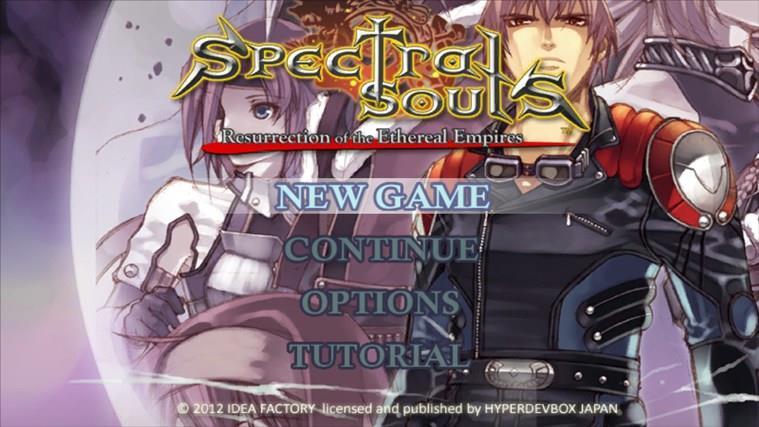 Spectral
Souls™
Resurrection of the Ethereal Empires
NEW GAME
CONTINUE
OPTIONS
TUTORIAL
© 2012 IDEA FACTORY licensed and published by HYPERDEVBOX JAPAN